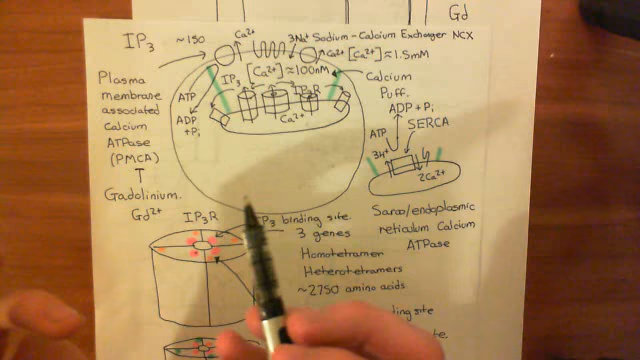 Gd
IP3
~150
Ca2+
3Na+
Sodium-Calcium Exchanger NCX
Ca2+
[Ca2+]≈1.5mM
Plasma
membrane
associated
Calcium
ATPase
(PMCA)
Gadolinium.
Gd2+
ATP
ADP
+Pi
IP3
[Ca2+]≈100nM
IP3R
Ca2+
Calcium
Puff.
ADP+Pi
SERCA
ATP
3H+
2Ca2+
Sarco/endoplasmic
reticulum Calcium
ATPase
IP3R
IP3 binding site
3 genes
Homotetramer
Heterotetramers
~2750 amino acids
site